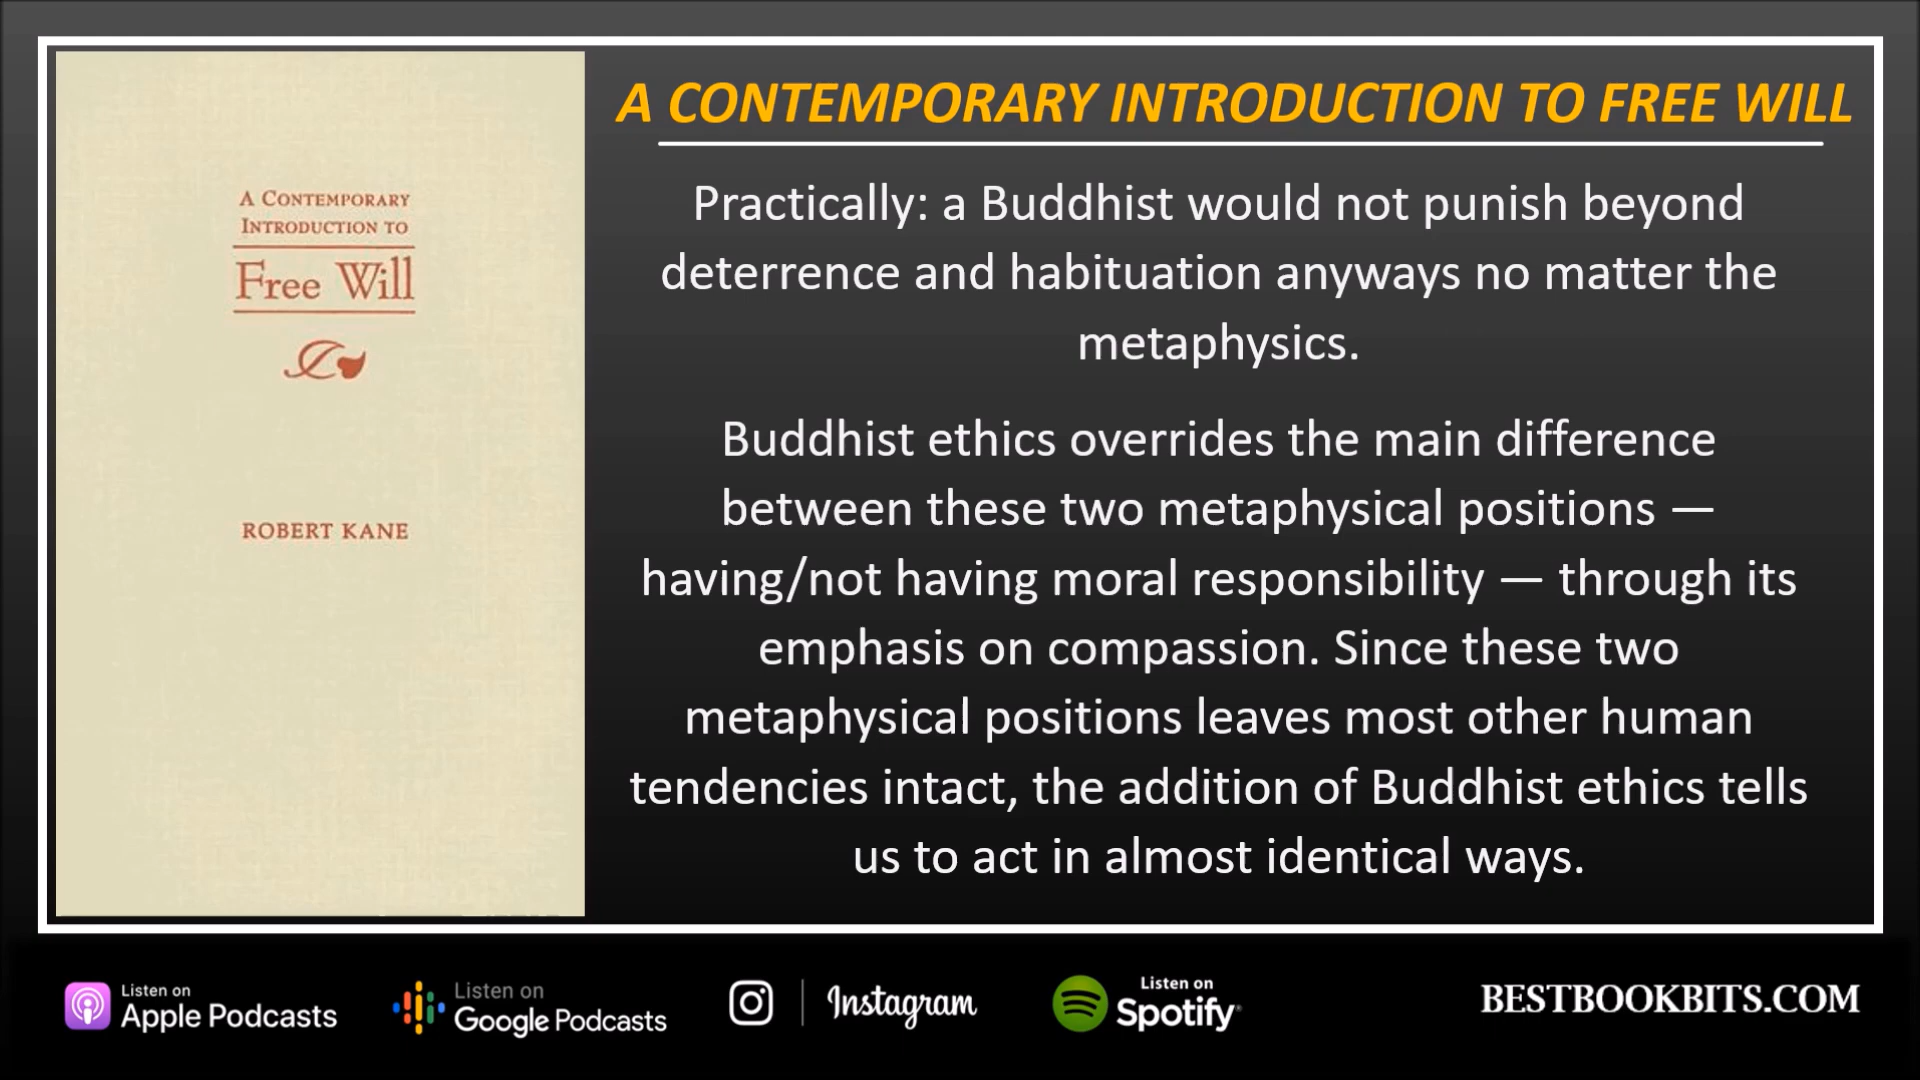 A CONTEMPORARY INTRODUCTION TO FREE WILL
A CONTEMPORARY
INTRODUCTION TO
Free Will
ROBERT KANE
Practically: a Buddhist would not punish beyond
deterrence and habituation anyways no matter the
metaphysics.
Buddhist ethics overrides the main difference
between these two metaphysical positions —
having/not having moral responsibility — through its
emphasis on compassion. Since these two
metaphysical positions leaves most other human
tendencies intact, the addition of Buddhist ethics tells
us to act in almost identical ways.
Listen on
Apple Podcasts
Listen on
Google Podcasts
Instagram
Listen on
Spotify
BESTBOOKBITS.COM